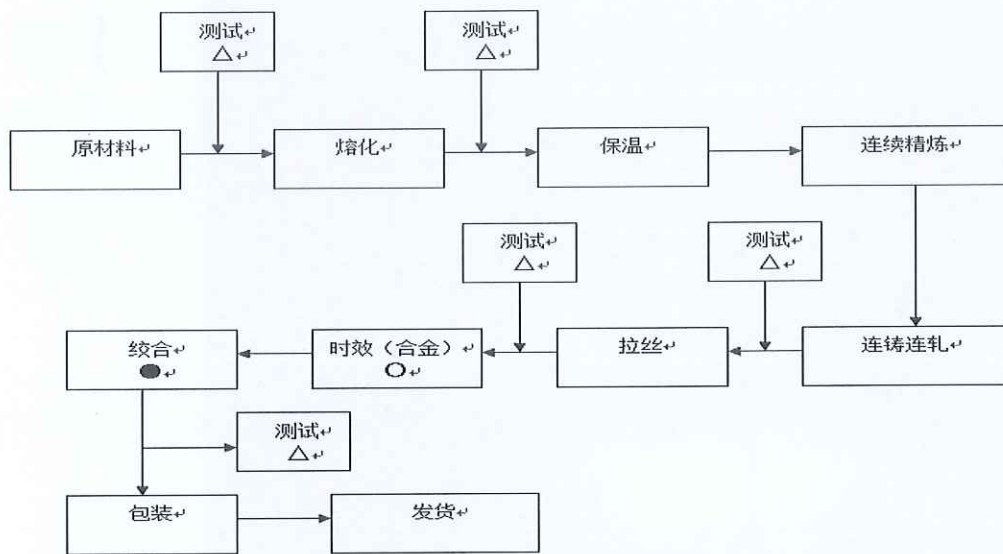 测试
△
测试
△
原材料
熔化
保温
连续精炼
测试
△
测试
△
绞合
●
时效（合金）
○
拉丝
连铸连轧
测试
△
包装
发货